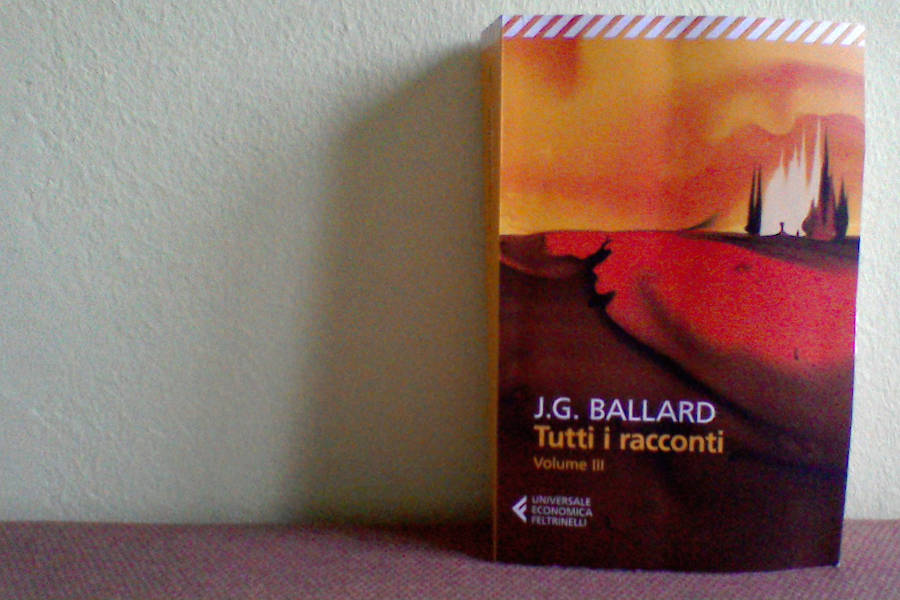 J.G. BALLARD
Tutti i racconti
Volume III
UNIVERSALE
ECONOMICA
FELTRINELLI